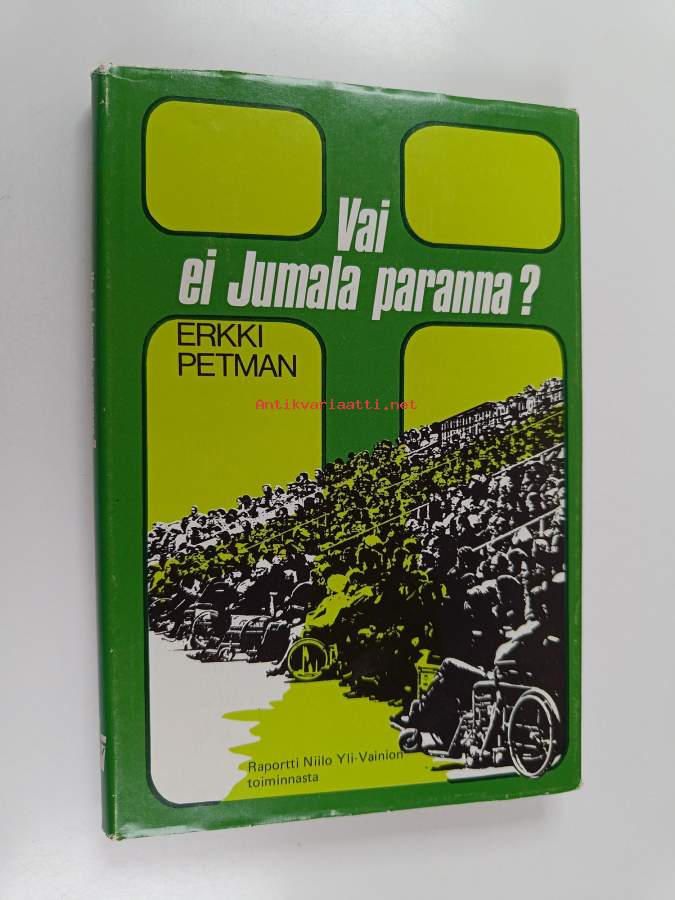 Vai
ei Jumala paranna?
ERKKI
PETMAN
Antikvariaatti.net
Raportti Niilo Yli-Vainion
toiminnasta